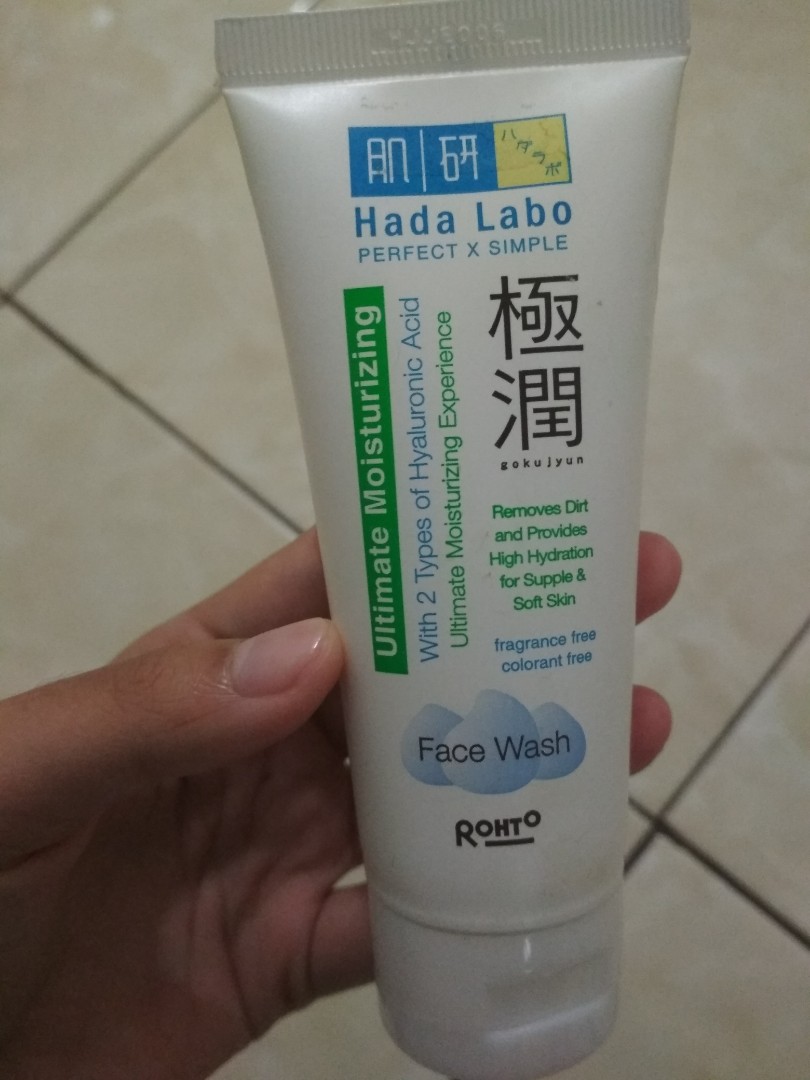 肌研 ハダラボ
Hada Labo
PERFECT X SIMPLE
極潤
gokujyun
Ultimate Moisturizing
With 2 Types of Hyaluronic Acid
Ultimate Moisturizing Experience
Removes Dirt
and Provides
High Hydration
for Supple &
Soft Skin
fragrance free
colorant free
Face Wash
ROHTO